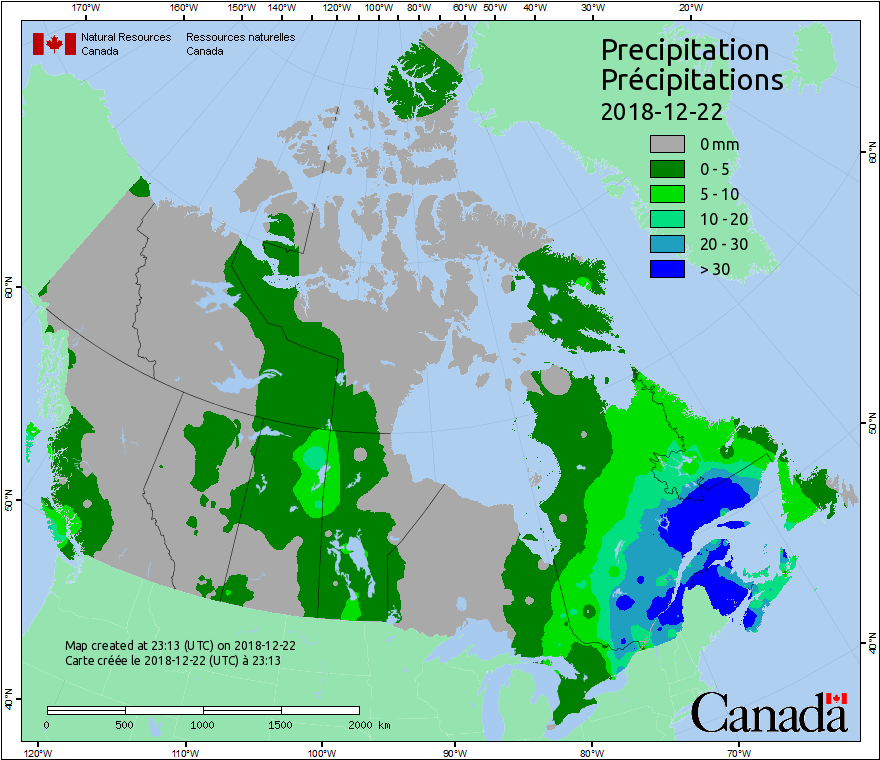 170°W 160°W 150°W 140°W 120°W 100°W 80°W 60°W 50°W 40°W 30°W 20°W
Natural Resources Ressources naturelles
Canada Canada
Precipitation
Précipitations
2018-12-22
0 mm
0 - 5
5 - 10
10 - 20
20 - 30
> 30
60°N
60°N
50°N
50°N
40°N
40°N
Map created at 23:13 (UTC) on 2018-12-22
Carte créée le 2018-12-22 (UTC) à 23:13
0 500 1000 1500 2000 km
Canada
120°W 110°W 100°W 90°W 80°W 70°W